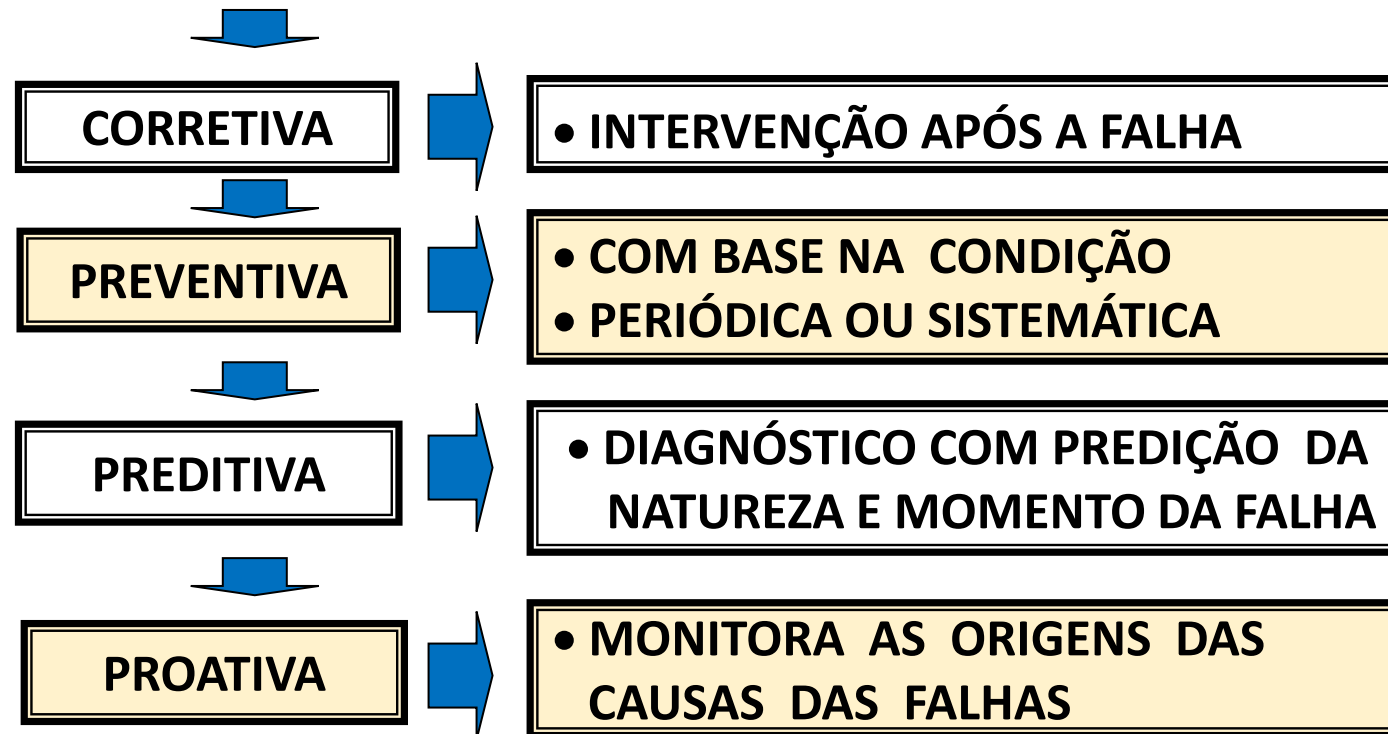 CORRETIVA
• INTERVENÇÃO APÓS A FALHA
PREVENTIVA
• COM BASE NA CONDIÇÃO
• PERIÓDICA OU SISTEMÁTICA
PREDITIVA
• DIAGNÓSTICO COM PREDIÇÃO DA
NATUREZA E MOMENTO DA FALHA
PROATIVA
• MONITORA AS ORIGENS DAS
CAUSAS DAS FALHAS